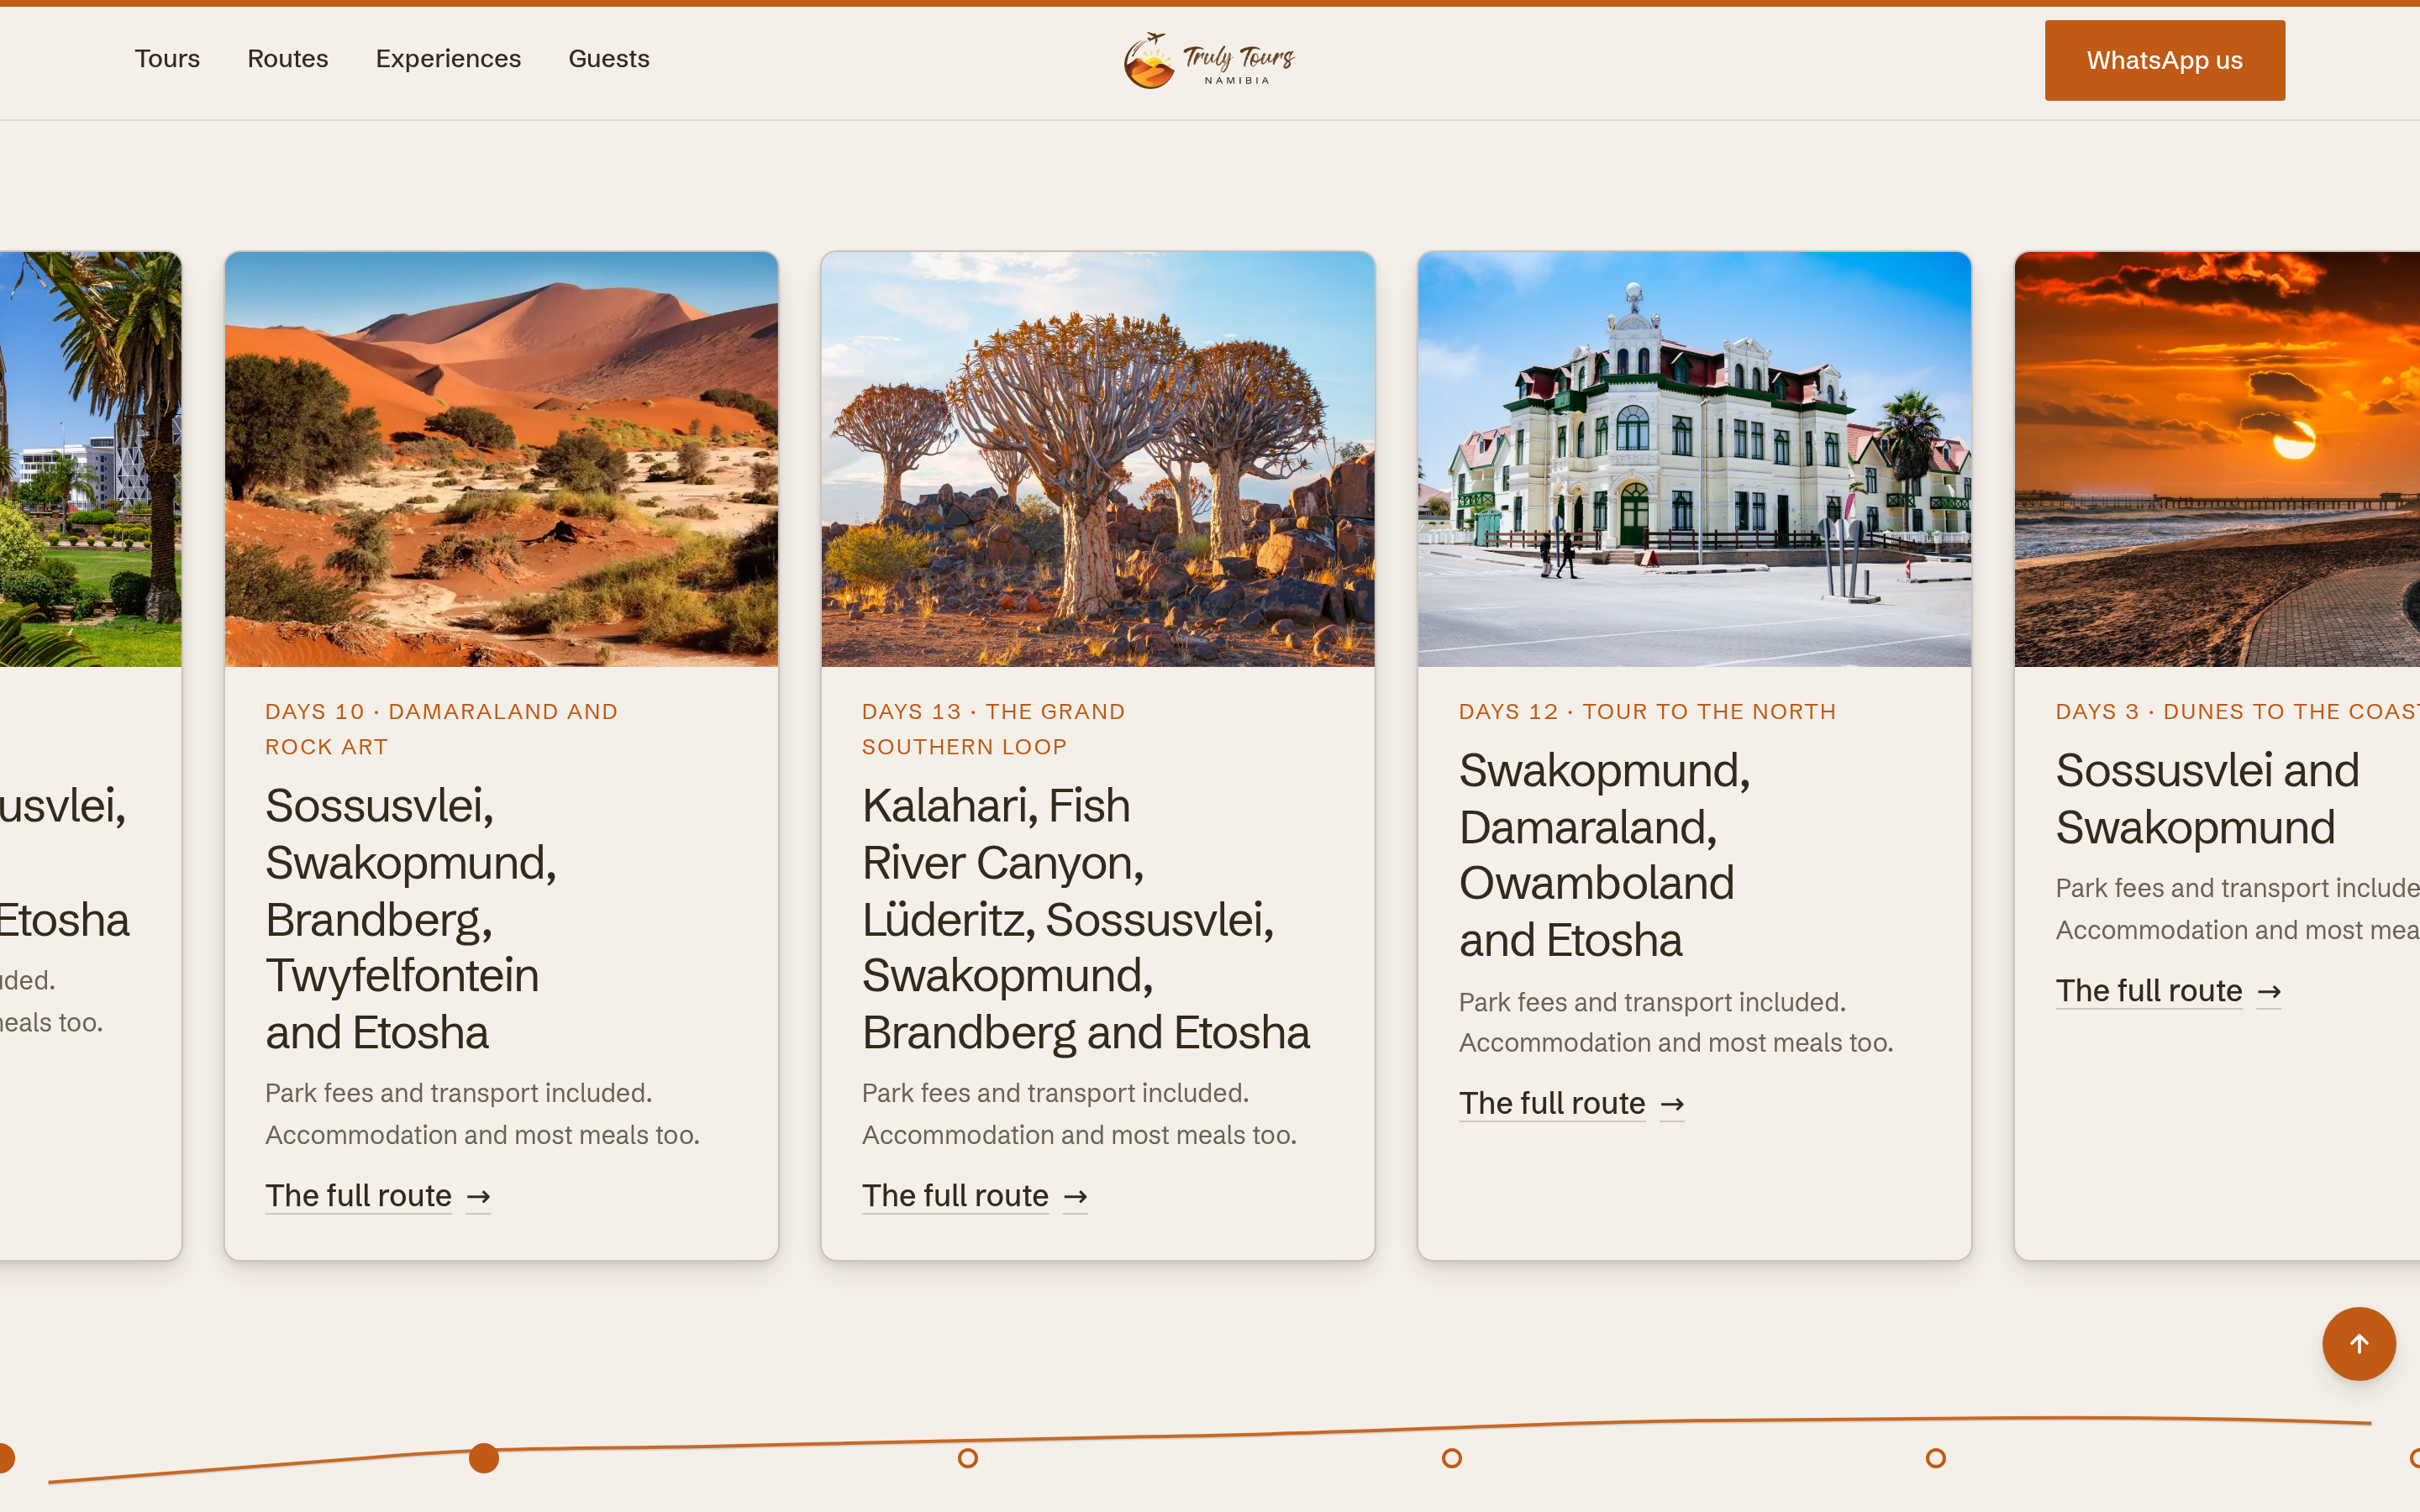 Tours
Routes
Experiences
Guests
Truly Tours
NAMIBIA
WhatsApp us
usvlei,
Etosha
uded.
neals too.
DAYS 10 · DAMARALAND AND
ROCK ART
Sossusvlei,
Swakopmund,
Brandberg,
Twyfelfontein
and Etosha
Park fees and transport included.
Accommodation and most meals too.
The full route →
DAYS 13 · THE GRAND
SOUTHERN LOOP
Kalahari, Fish
River Canyon,
Lüderitz, Sossusvlei,
Swakopmund,
Brandberg and Etosha
Park fees and transport included.
Accommodation and most meals too.
The full route →
DAYS 12 · TOUR TO THE NORTH
Swakopmund,
Damaraland,
Owamboland
and Etosha
Park fees and transport included.
Accommodation and most meals too.
The full route →
DAYS 3 · DUNES TO THE COAST
Sossusvlei and
Swakopmund
Park fees and transport include
Accommodation and most mea
The full route →